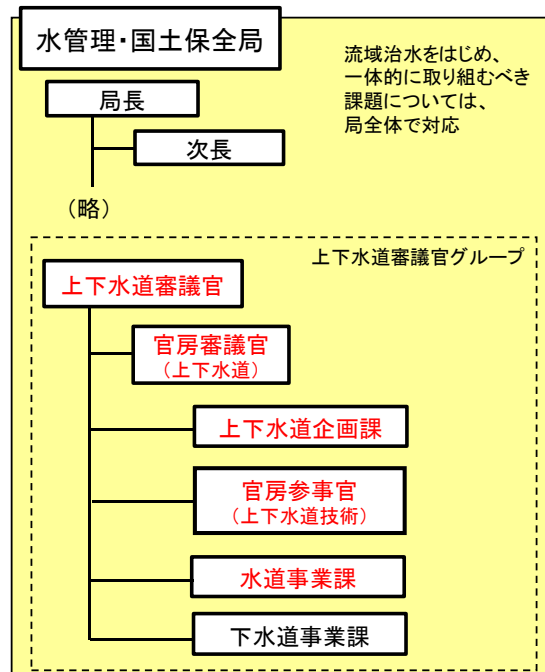 水管理・国土保全局
流域治水をはじめ、
一体的に取り組むべき
課題については、
局全体で対応
局長
次長
（略）
上下水道審議官グループ
上下水道審議官
官房審議官
（上下水道）
上下水道企画課
官房参事官
（上下水道技術）
水道事業課
下水道事業課